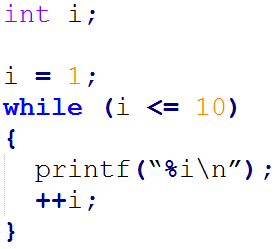 int i;
i = 1;
while (i <= 10)
{
printf(“%i\n”);
++i;
}